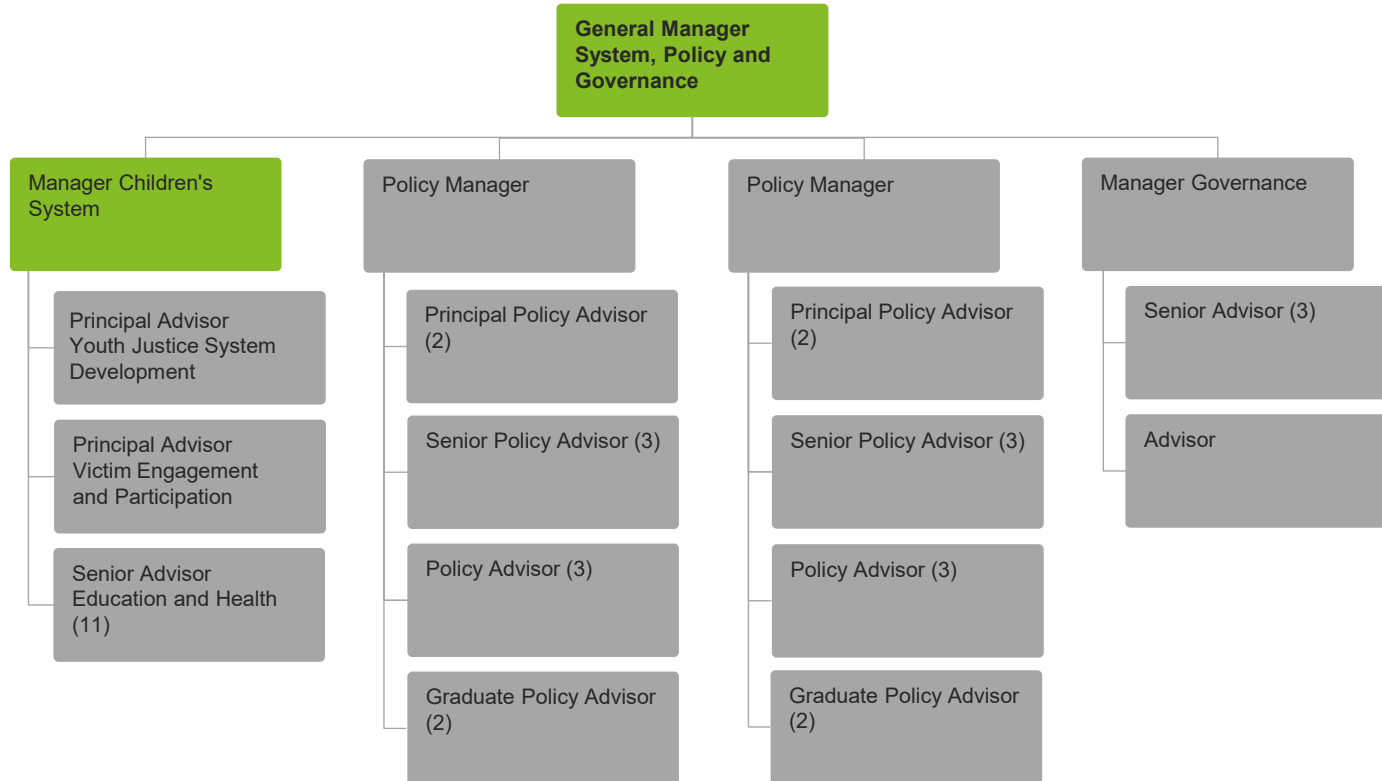 General Manager
System, Policy and
Governance
Manager Children's
System
Policy Manager
Policy Manager
Manager Governance
Principal Advisor
Youth Justice System
Development
Principal Advisor
Victim Engagement
and Participation
Senior Advisor
Education and Health
(11)
Principal Policy Advisor
(2)
Senior Policy Advisor (3)
Policy Advisor (3)
Graduate Policy Advisor
(2)
Principal Policy Advisor
(2)
Senior Policy Advisor (3)
Policy Advisor (3)
Graduate Policy Advisor
(2)
Senior Advisor (3)
Advisor